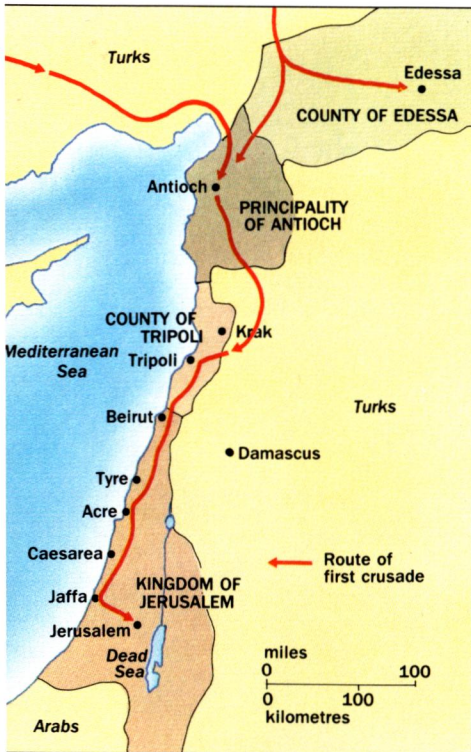 Turks
Edessa
COUNTY OF EDESSA
Antioch
PRINCIPALITY
OF ANTIOCH
COUNTY OF
TRIPOLI
Krak
Mediterranean
Sea
Tripoli
Beirut
Turks
Damascus
Tyre
Acre
Caesarea
Route of
first crusade
KINGDOM OF
JERUSALEM
Jaffa
Jerusalem
Dead
Sea
miles
0 100
0 100
kilometres
Arabs